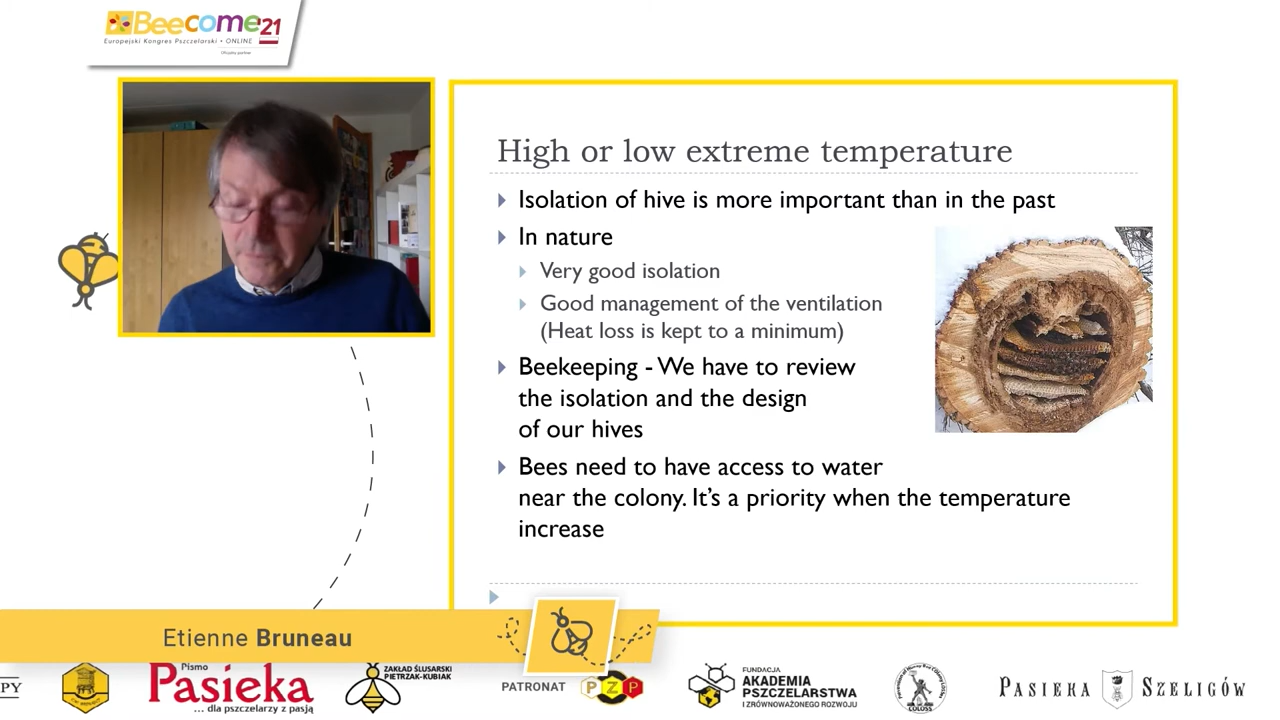 Beecome'21
Europejski Kongres Pszczelarski • ONLINE
High or low extreme temperature
Isolation of hive is more important than in the past
In nature
Very good isolation
Good management of the ventilation
(Heat loss is kept to a minimum)
Beekeeping - We have to review
the isolation and the design
of our hives
Bees need to have access to water
near the colony. It's a priority when the temperature
increase
Etienne Bruneau
PY
Pismo
Pasieka
... dla pszczelarzy z pasją
ZAKŁAD ŚLUSARSKI
PIETRZAK-KUBIAK
PATRONAT
PZP
FUNDACJA
AKADEMIA
PSZCZELARSTWA
I ZRÓWNOWAŻONEGO ROZWOJU
COLOSS
PASIEKA SZELIGÓW